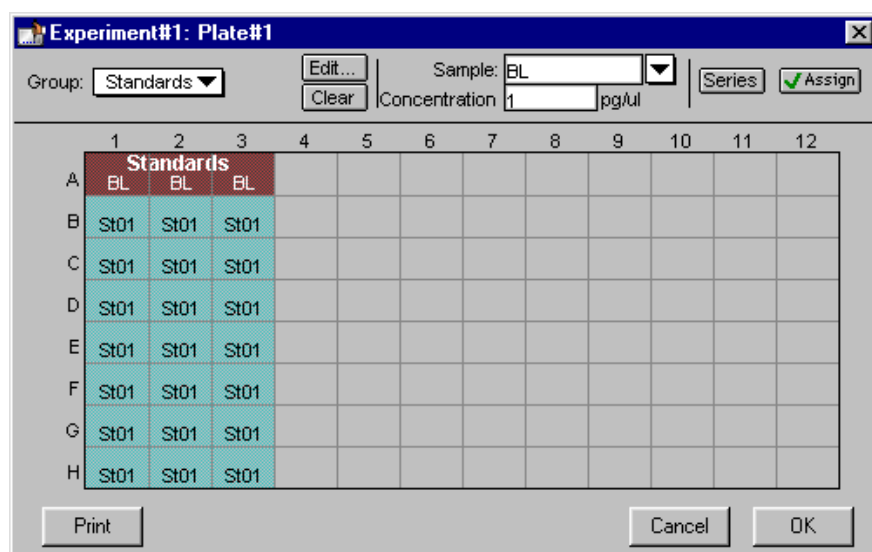 Experiment#1: Plate#1
Group: Standards Edit... Sample: BL Series Assign
Clear Concentration 1 pg/ul
1 2 3 4 5 6 7 8 9 10 11 12
Standards
A BL BL BL
B St01 St01 St01
C St01 St01 St01
D St01 St01 St01
E St01 St01 St01
F St01 St01 St01
G St01 St01 St01
H St01 St01 St01
Print Cancel OK